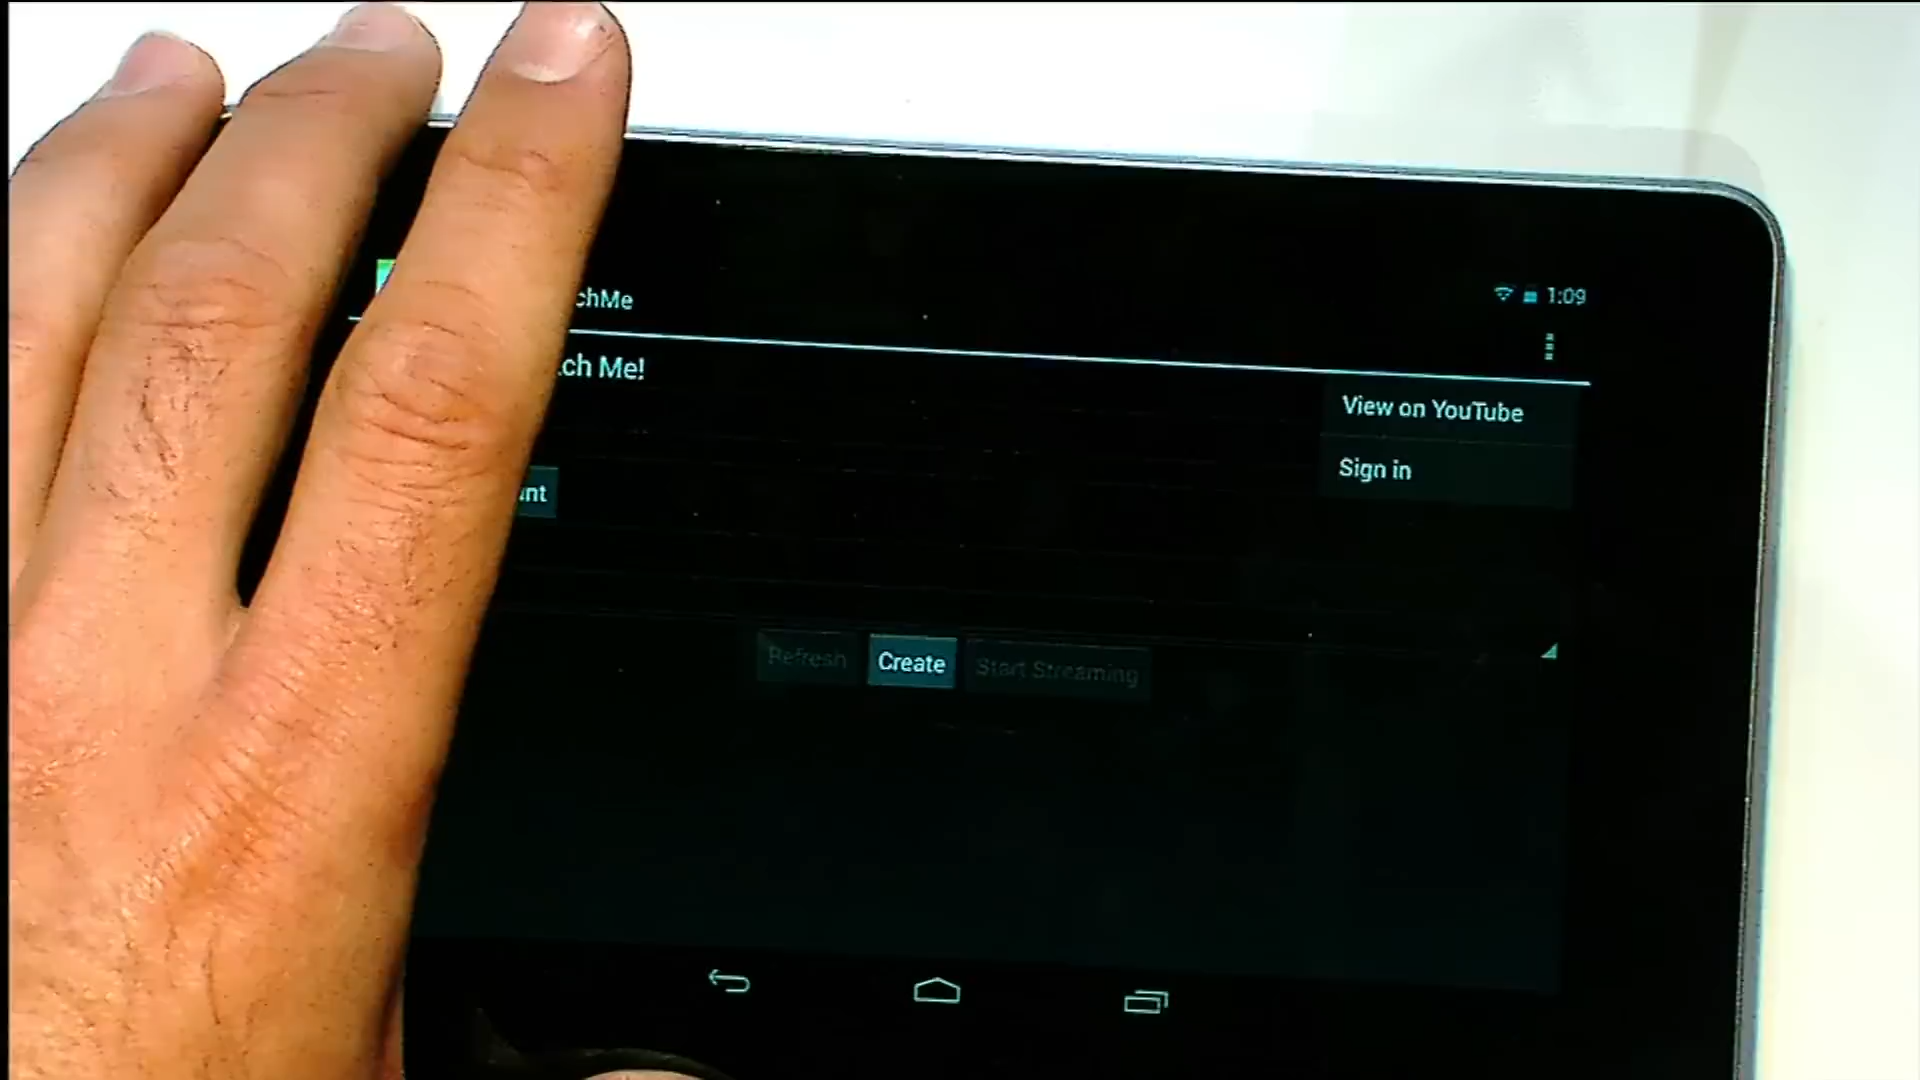 chMe
1:09
ch Me!
View on YouTube
Sign in
nt
Refresh
Create
Start Streaming